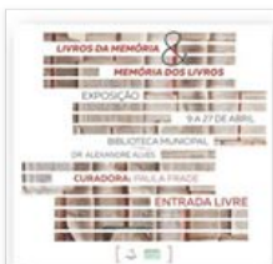 LIVROS DA MEMÓRIA &
MEMÓRIA DOS LIVROS
EXPOSIÇÃO
9 A 27 DE ABRIL
BIBLIOTECA MUNICIPAL
DR. ALEXANDRE ALVES
CURADORA: PAULA FRADE
ENTRADA LIVRE